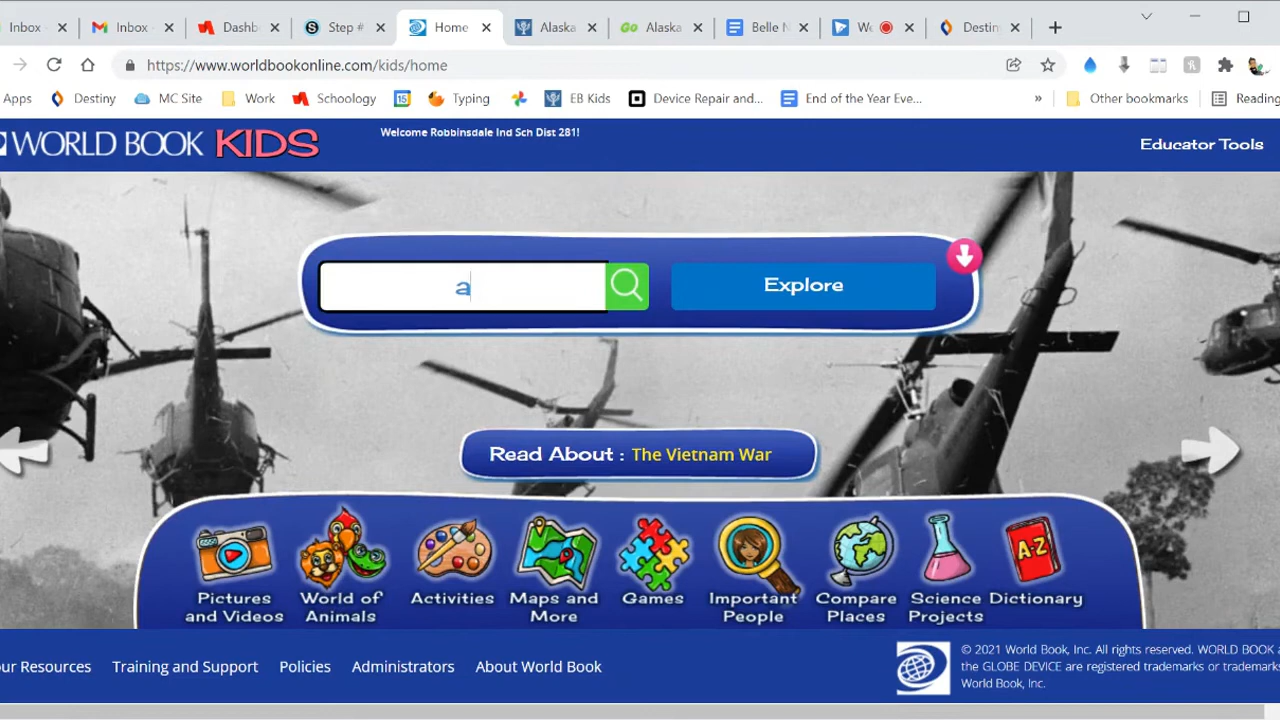 Inbox
Inbox
Dashb
Step #
Home
Alaska
Alaska
Belle N
We
Destin
https://www.worldbookonline.com/kids/home
Apps
Destiny
MC Site
Work
Schoology
15
Typing
EB Kids
Device Repair and...
End of the Year Eve...
»
Other bookmarks
Reading
WORLD BOOK KIDS
Welcome Robbinsdale Ind Sch Dist 281!
Educator Tools
a
Explore
Read About : The Vietnam War
Pictures
and Videos
World of
Animals
Activities
Maps and
More
Games
Important
People
Compare
Places
Science
Projects
A-Z
Dictionary
our Resources
Training and Support
Policies
Administrators
About World Book
© 2021 World Book, Inc. All rights reserved. WORLD BOOK a
the GLOBE DEVICE are registered trademarks or trademarks
World Book, Inc.